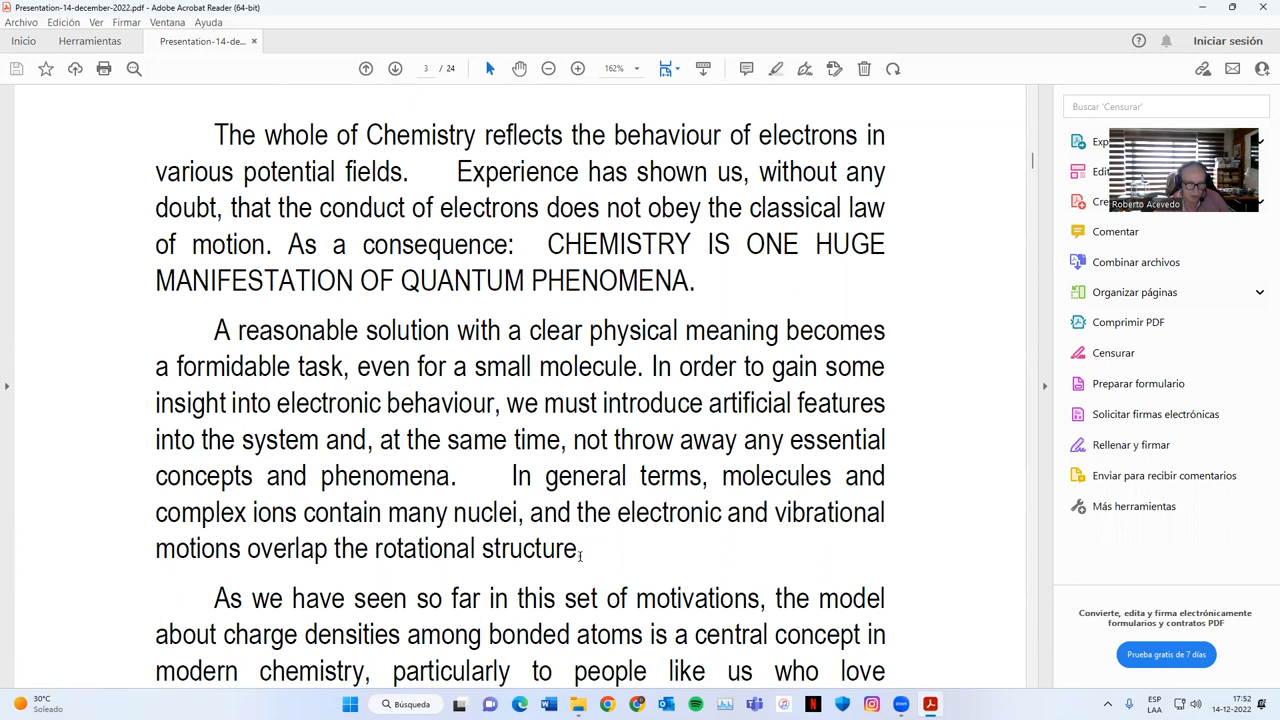 Presentation-14-december-2022.pdf - Adobe Acrobat Reader (64-bit)
Archivo Edición Ver Firmar Ventana Ayuda
Inicio Herramientas Presentation-14-de... × Iniciar sesión
3 / 24 162%
The whole of Chemistry reflects the behaviour of electrons in
various potential fields. Experience has shown us, without any
doubt, that the conduct of electrons does not obey the classical law
of motion. As a consequence: CHEMISTRY IS ONE HUGE
MANIFESTATION OF QUANTUM PHENOMENA.
A reasonable solution with a clear physical meaning becomes
a formidable task, even for a small molecule. In order to gain some
insight into electronic behaviour, we must introduce artificial features
into the system and, at the same time, not throw away any essential
concepts and phenomena. In general terms, molecules and
complex ions contain many nuclei, and the electronic and vibrational
motions overlap the rotational structure.
As we have seen so far in this set of motivations, the model
about charge densities among bonded atoms is a central concept in
modern chemistry, particularly to people like us who love
Buscar 'Censurar'
Exp
Edit
Cre
Roberto Acevedo
Comentar
Combinar archivos
Organizar páginas
Comprimir PDF
Censurar
Preparar formulario
Solicitar firmas electrónicas
Rellenar y firmar
Enviar para recibir comentarios
Más herramientas
Convierte, edita y firma electrónicamente
formularios y contratos PDF
Prueba gratis de 7 días
30°C
Soleado
Búsqueda
ESP
LAA
17:52
14-12-2022